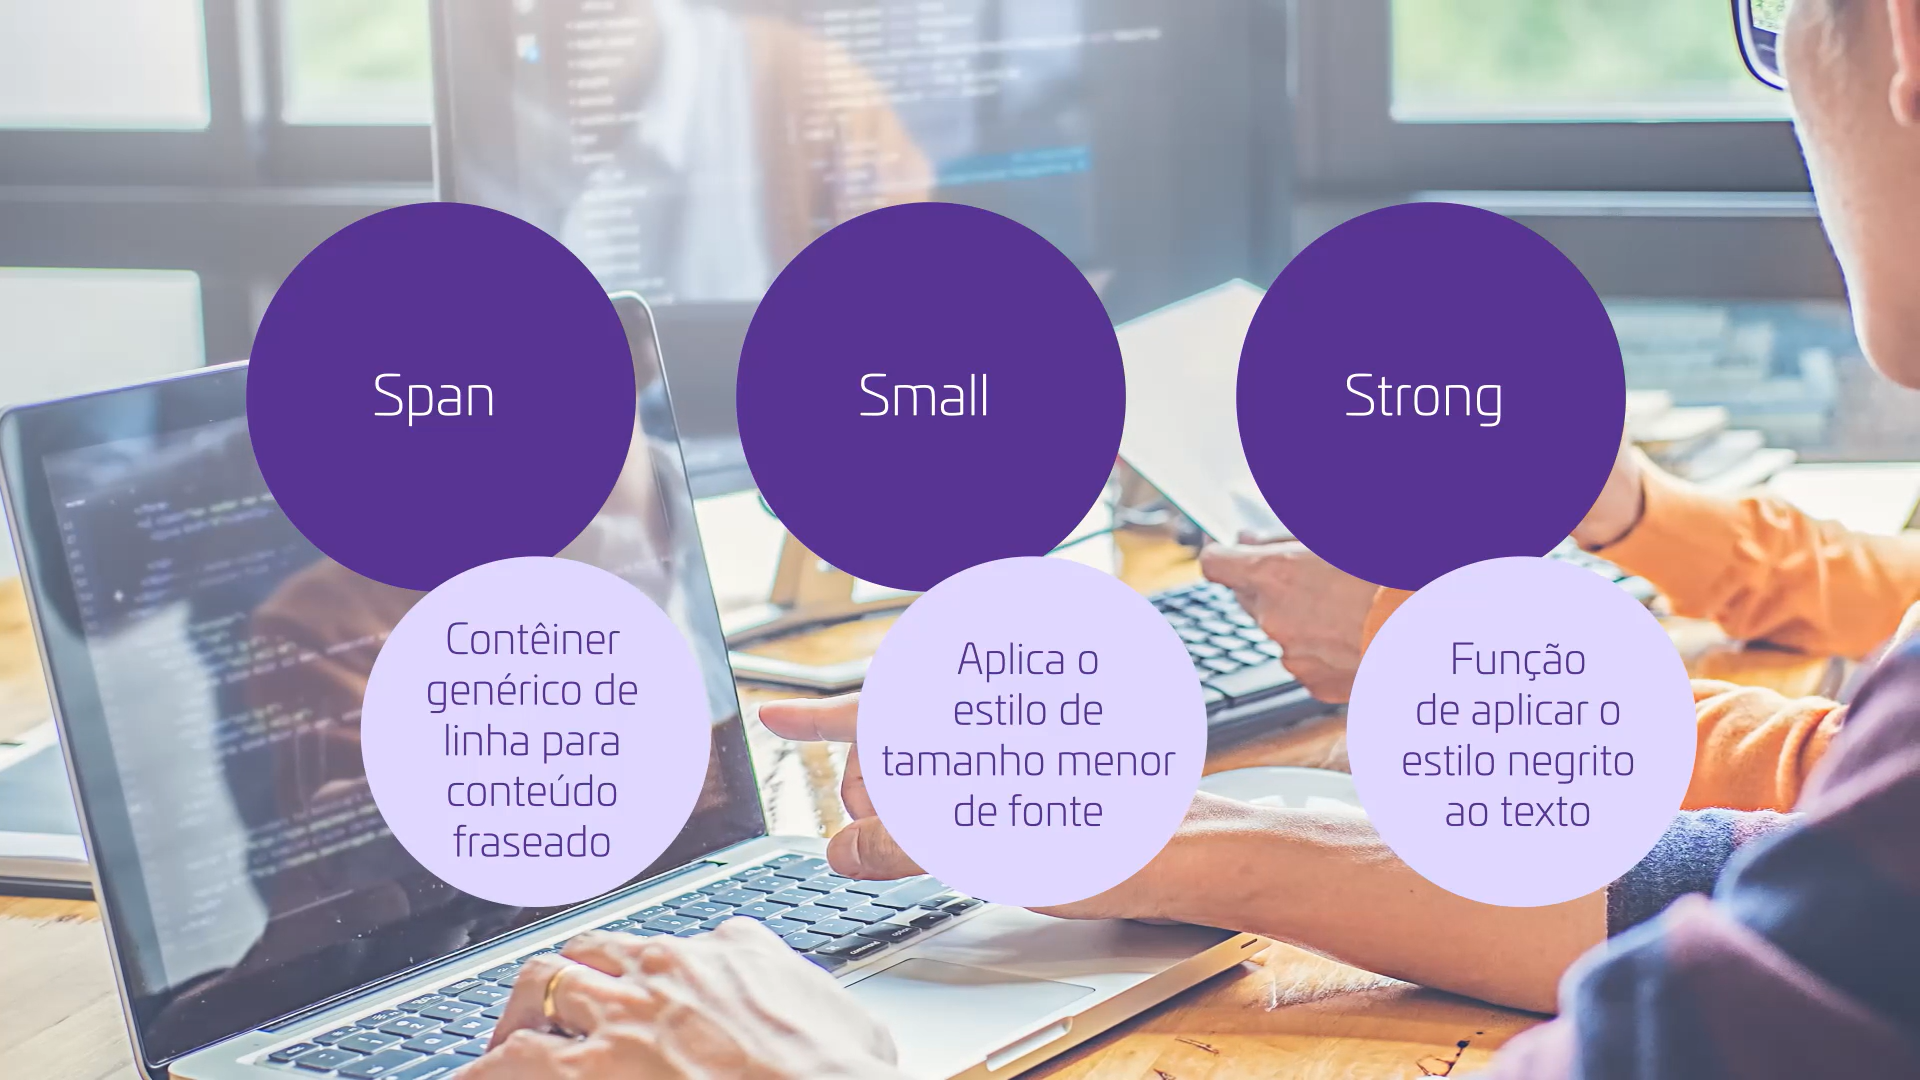 Span
Small
Strong
Contêiner
genérico de
linha para
conteúdo
fraseado
Aplica o
estilo de
tamanho menor
de fonte
Função
de aplicar o
estilo negrito
ao texto